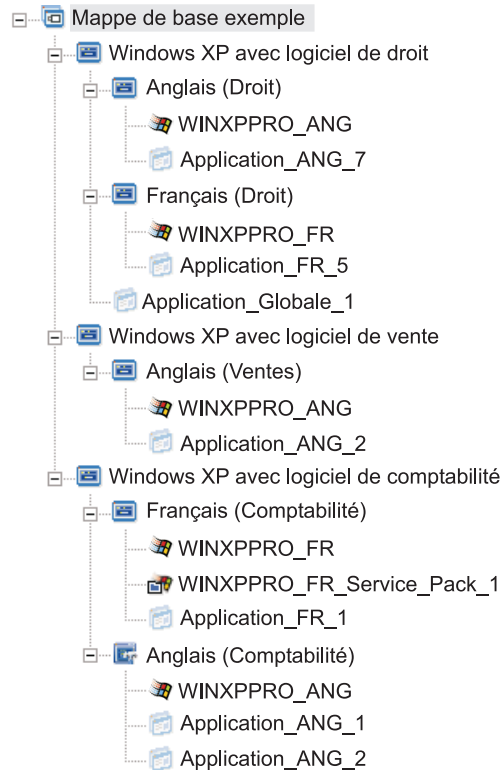 Mappe de base exemple
Windows XP avec logiciel de droit
Anglais (Droit)
WINXPPRO_ANG
Application_ANG_7
Français (Droit)
WINXPPRO_FR
Application_FR_5
Application_Globale_1
Windows XP avec logiciel de vente
Anglais (Ventes)
WINXPPRO_ANG
Application_ANG_2
Windows XP avec logiciel de comptabilité
Français (Comptabilité)
WINXPPRO_FR
WINXPPRO_FR_Service_Pack_1
Application_FR_1
Anglais (Comptabilité)
WINXPPRO_ANG
Application_ANG_1
Application_ANG_2